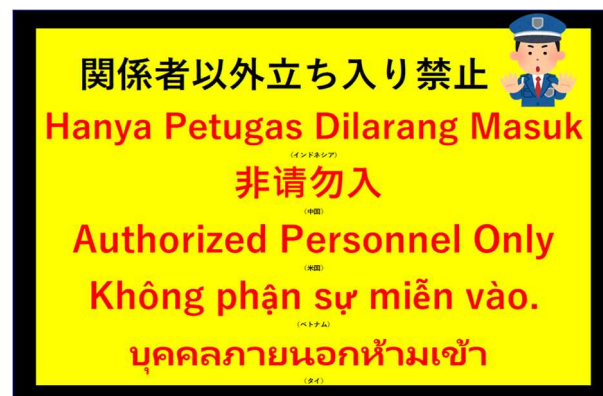 関係者以外立ち入り禁止
Hanya Petugas Dilarang Masuk
(インドネシア)
非请勿入
(中国)
Authorized Personnel Only
(米国)
Không phận sự miễn vào.
(ベトナム)
บุคคลภายนอกห้ามเข้า
(タイ)